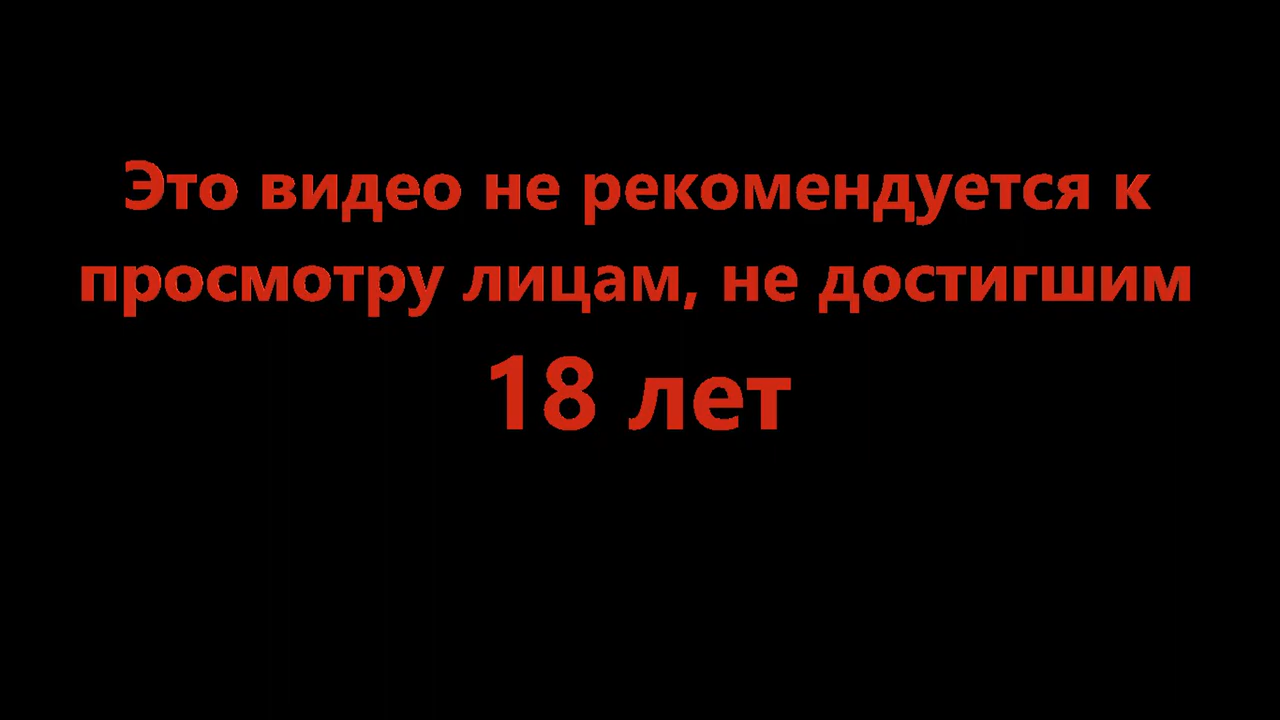 Это видео не рекомендуется к
просмотру лицам, не достигшим
18 лет